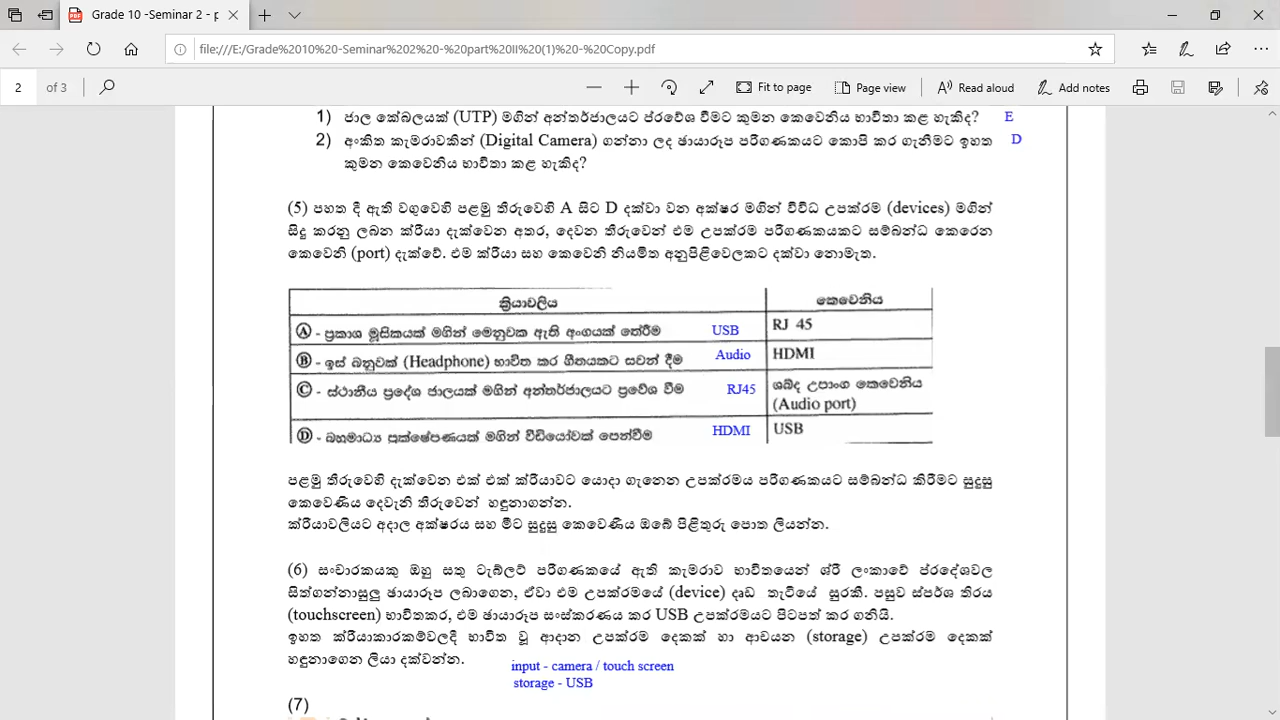 Grade 10 -Seminar 2 - p
file:///E:/Grade%2010%20-Seminar%202%20-%20part%20II%20(1)%20-%20Copy.pdf
2 of 3
Fit to page
Page view
Read aloud
Add notes
1) ජාල කේබලයක් (UTP) මගින් අන්තර්ජාලයට ප්රවේශ වීමට කුමන කෙවෙනිය භාවිතා කළ හැකිද? E
2) අංකිත කැමරාවකින් (Digital Camera) ගන්නා ලද ඡායාරූප පරිගණකයට කොපි කර ගැනීමට ඉහත D
කුමන කෙවෙනිය භාවිතා කළ හැකිද?
(5) පහත දී ඇති වගුවෙහි පළමු තීරුවෙහි A සිට D දක්වා වන අක්ෂර මගින් විවිධ උපක්රම (devices) මගින්
සිදු කරනු ලබන ක්රියා දැක්වෙන අතර, දෙවන තීරුවෙන් එම උපක්රම පරිගණකයකට සම්බන්ධ කෙරෙන
කෙවෙනි (port) දැක්වේ. එම ක්රියා සහ කෙවෙනි නියමිත අනුපිළිවෙලකට දක්වා නොමැත.
ක්‍රියාවලිය කෙවෙනිය
Ⓐ - ප්‍රකාශ මූසිකයක් මගින් මෙනුවක ඇති අංගයක් තේරීම USB RJ 45
Ⓑ - ඉස් බනුවක් (Headphone) භාවිත කර ගීතයකට සවන් දීම Audio HDMI
Ⓒ - ස්ථානීය ප්‍රදේශ ජාලයක් මගින් අන්තර්ජාලයට ප්‍රවේශ වීම RJ45 ශබ්ද උපාංග කෙවෙනිය
(Audio port)
Ⓓ - බහුමාධ්‍ය ප්‍රක්ෂේපණයක් මගින් වීඩියෝවක් පෙන්වීම HDMI USB
පළමු තීරුවෙහි දැක්වෙන එක් එක් ක්රියාවට යොදා ගැනෙන උපක්රමය පරිගණකයට සම්බන්ධ කිරීමට සුදුසු
කෙවෙණිය දෙවැනි තීරුවෙන් හඳුනාගන්න.
ක්රියාවලියට අදාල අක්ෂරය සහ මීට සුදුසු කෙවෙණිය ඔබේ පිළිතුරු පොත ලියන්න.
(6) සංචාරකයකු ඔහු සතු ටැබ්ලට් පරිගණකයේ ඇති කැමරාව භාවිතයෙන් ශ්රී ලංකාවේ ප්රදේශවල
සිත්ගන්නාසුලු ඡායාරූප ලබාගෙන, ඒවා එම උපක්රමයේ (device) දෘඩ තැටියේ සුරකී. පසුව ස්පර්ශ තිරය
(touchscreen) භාවිතකර, එම ඡායාරූප සංස්කරණය කර USB උපක්රමයට පිටපත් කර ගනියි.
ඉහත ක්රියාකාරකම්වලදී භාවිත වූ ආදාන උපක්රම දෙකක් හා ආචයන (storage) උපක්රම දෙකක්
හඳුනාගෙන ලියා දක්වන්න. input - camera / touch screen
storage - USB
(7)